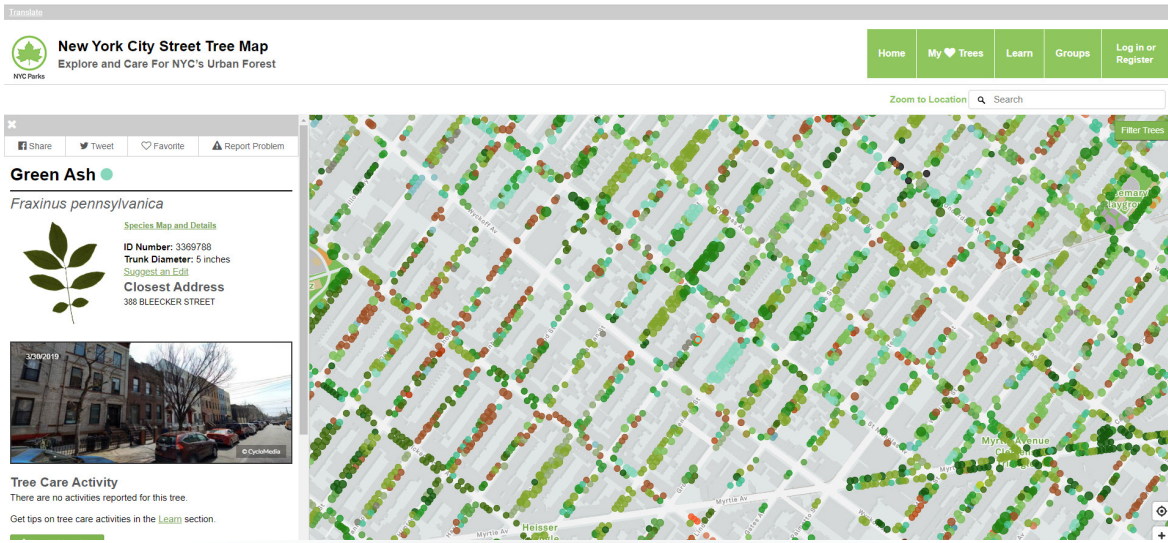 Translate
NYC Parks
New York City Street Tree Map
Explore and Care For NYC's Urban Forest
Home
My Trees
Learn
Groups
Log in or
Register
Zoom to Location
Search
Share
Tweet
Favorite
Report Problem
Green Ash
Fraxinus pennsylvanica
Species Map and Details
ID Number: 3369788
Trunk Diameter: 5 inches
Suggest an Edit
Closest Address
388 BLEECKER STREET
3/30/2019
© CycloMedia
Tree Care Activity
There are no activities reported for this tree.
Get tips on tree care activities in the Learn section.
Filter Trees
Wyckoff Av
Myrtle Avenue
Myrtle Av
Heisser